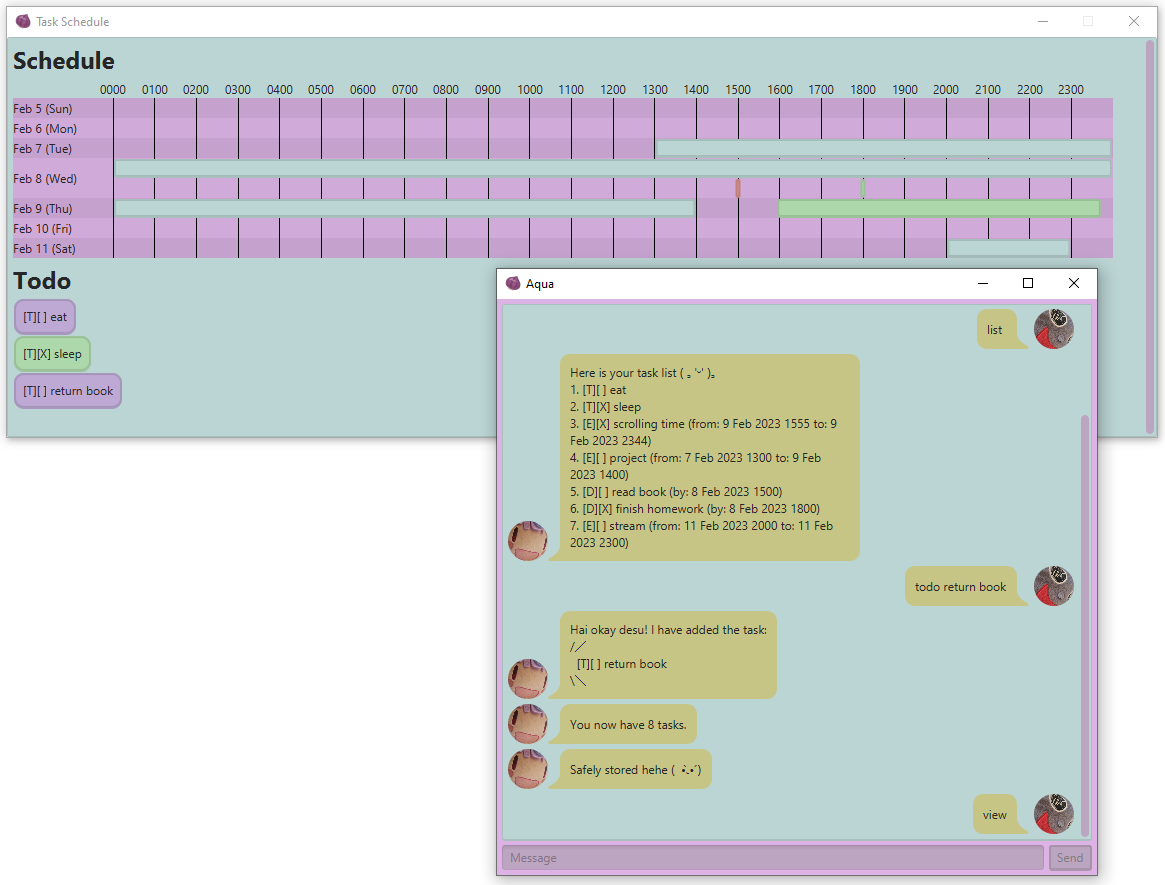 Task Schedule
Schedule
0000 0100 0200 0300 0400 0500 0600 0700 0800 0900 1000 1100 1200 1300 1400 1500 1600 1700 1800 1900 2000 2100 2200 2300
Feb 5 (Sun)
Feb 6 (Mon)
Feb 7 (Tue)
Feb 8 (Wed)
Feb 9 (Thu)
Feb 10 (Fri)
Feb 11 (Sat)
Todo
[T][ ] eat
[T][X] sleep
[T][ ] return book
Aqua
list
Here is your task list ( ｡ '꒳' )｡
1. [T][ ] eat
2. [T][X] sleep
3. [E][X] scrolling time (from: 9 Feb 2023 1555 to: 9
Feb 2023 2344)
4. [E][ ] project (from: 7 Feb 2023 1300 to: 9 Feb
2023 1400)
5. [D][ ] read book (by: 8 Feb 2023 1500)
6. [D][X] finish homework (by: 8 Feb 2023 1800)
7. [E][ ] stream (from: 11 Feb 2023 2000 to: 11 Feb
2023 2300)
todo return book
Hai okay desu! I have added the task:
/／
[T][ ] return book
\＼
You now have 8 tasks.
Safely stored hehe ( •̀.̫•́)
view
Message
Send